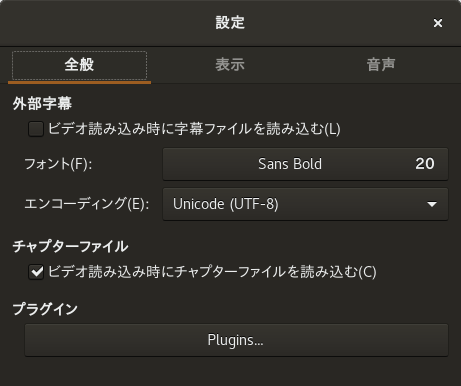 設定
全般 表示 音声
外部字幕
ビデオ読み込み時に字幕ファイルを読み込む(L)
フォント(F): Sans Bold 20
エンコーディング(E): Unicode (UTF-8)
チャプターファイル
ビデオ読み込み時にチャプターファイルを読み込む(C)
プラグイン
Plugins...